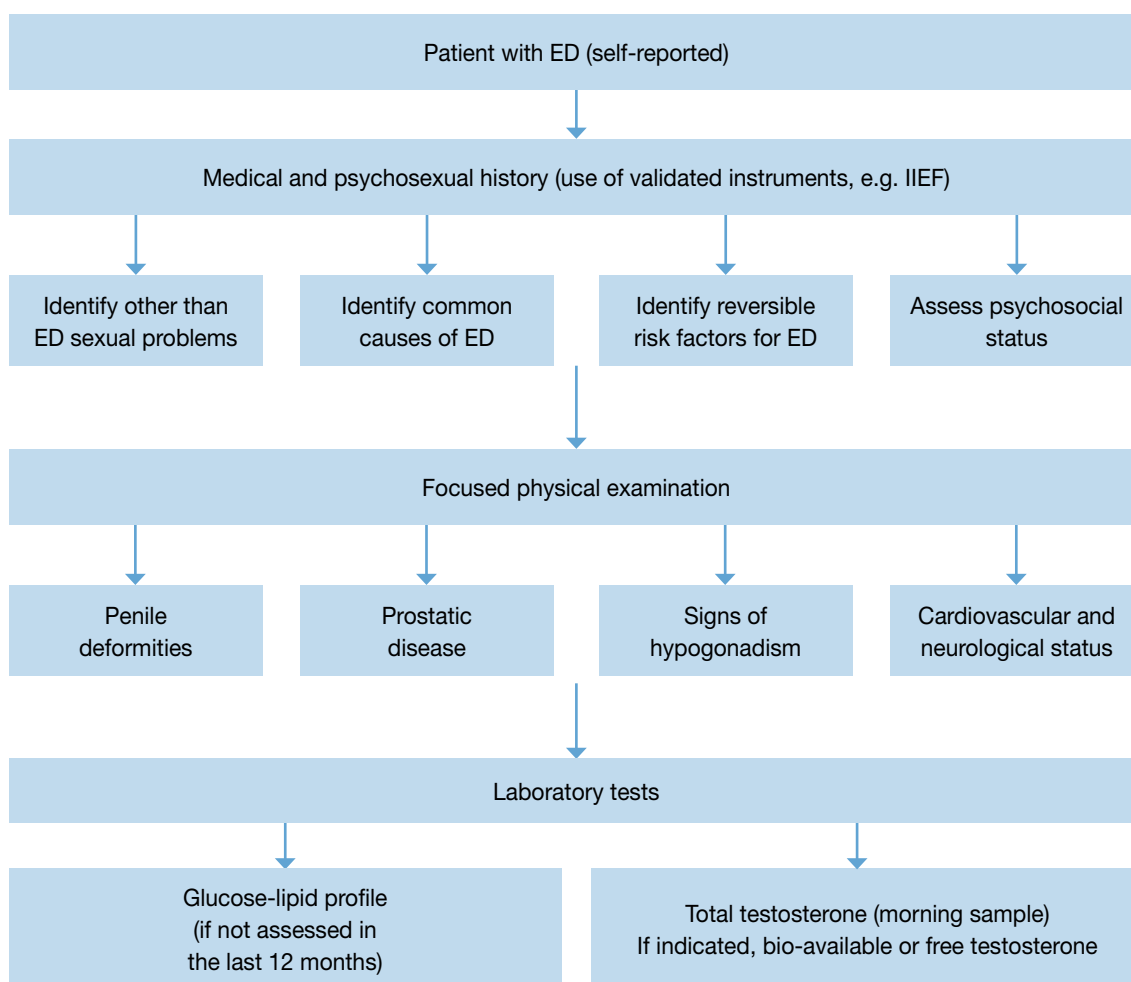 Patient with ED (self-reported)
Medical and psychosexual history (use of validated instruments, e.g. IIEF)
Identify other than
ED sexual problems
Identify common
causes of ED
Identify reversible
risk factors for ED
Assess psychosocial
status
Focused physical examination
Penile
deformities
Prostatic
disease
Signs of
hypogonadism
Cardiovascular and
neurological status
Laboratory tests
Glucose-lipid profile
(if not assessed in
the last 12 months)
Total testosterone (morning sample)
If indicated, bio-available or free testosterone